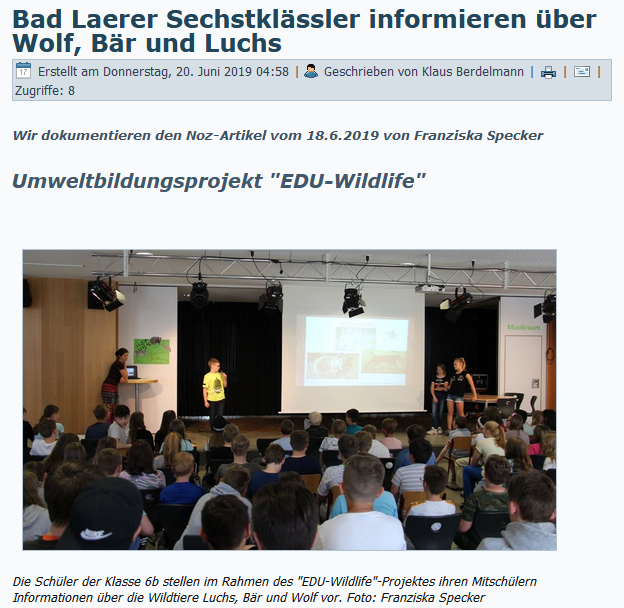 Bad Laerer Sechstklässler informieren über
Wolf, Bär und Luchs
17 Erstellt am Donnerstag, 20. Juni 2019 04:58 | Geschrieben von Klaus Berdelmann | | |
Zugriffe: 8
Wir dokumentieren den Noz-Artikel vom 18.6.2019 von Franziska Specker
Umweltbildungsprojekt "EDU-Wildlife"
Musikraum
Die Schüler der Klasse 6b stellen im Rahmen des "EDU-Wildlife"-Projektes ihren Mitschülern
Informationen über die Wildtiere Luchs, Bär und Wolf vor. Foto: Franziska Specker